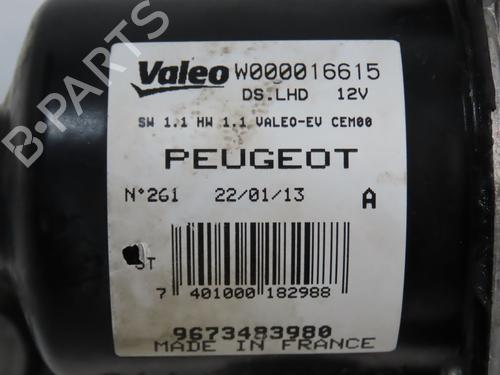 Valeo W000016615
DS.LHD 12V
SW 1.1 HW 1.1 VALEO-EV CEM00
PEUGEOT
N°261 22/01/13 A
ST
7 401000 182988
9673483980
MADE IN FRANCE
B-PARTS